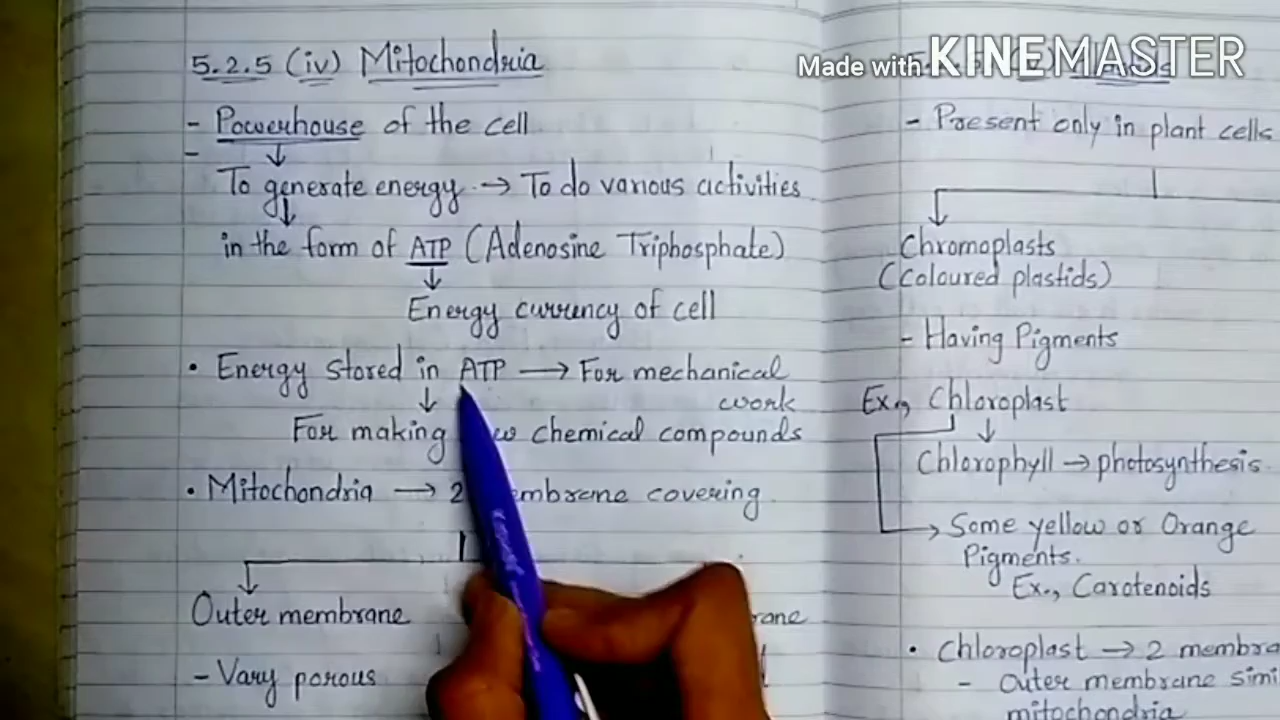 5.2.5 (iv) Mitochondria
- Powerhouse of the cell
-
To generate energy → To do various activities
in the form of ATP (Adenosine Triphosphate)
Energy currency of cell
• Energy stored in ATP → For mechanical
work
For making chemical compounds
• Mitochondria → 2 covering
Outer membrane
- Vary porous
Made with KINEMASTER
- Present only in plant cells
Chromoplasts
(Coloured plastids)
- Having Pigments
Ex., Chloroplast
Chlorophyll → photosynthesis.
Some yellow or Orange
Pigments.
Ex., Carotenoids
• Chloroplast → 2 membra
- Outer membrane simi
mitochondria